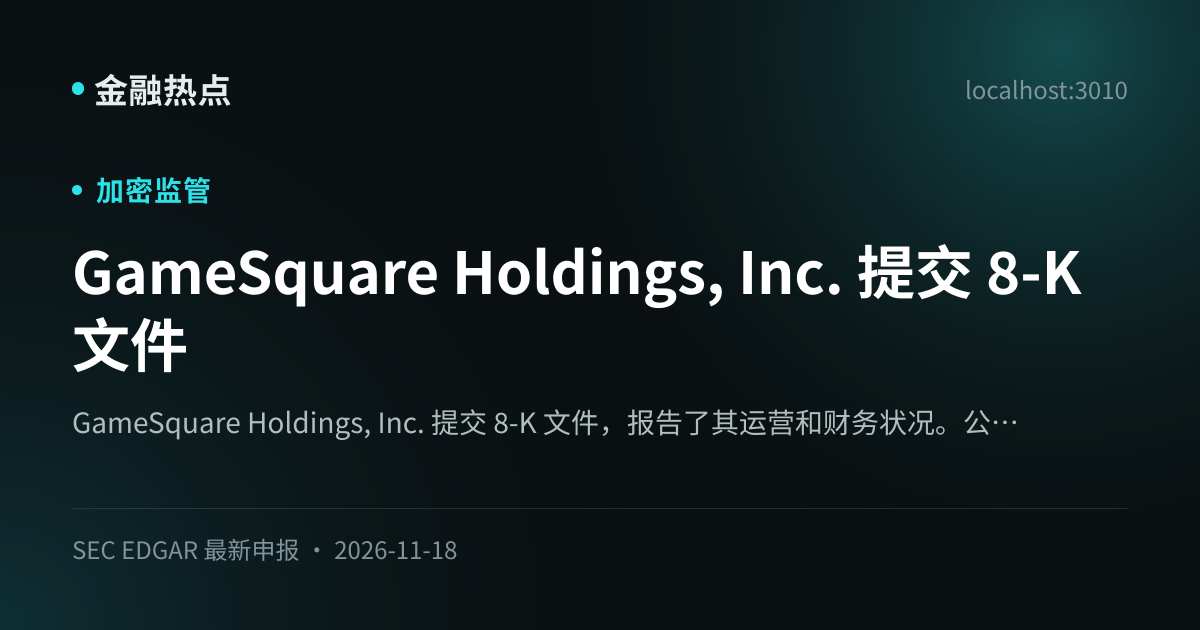 金融热点
localhost:3010
加密监管
GameSquare Holdings, Inc. 提交 8-K
文件
GameSquare Holdings, Inc. 提交 8-K 文件，报告了其运营和财务状况。公…
SEC EDGAR 最新申报 · 2026-11-18